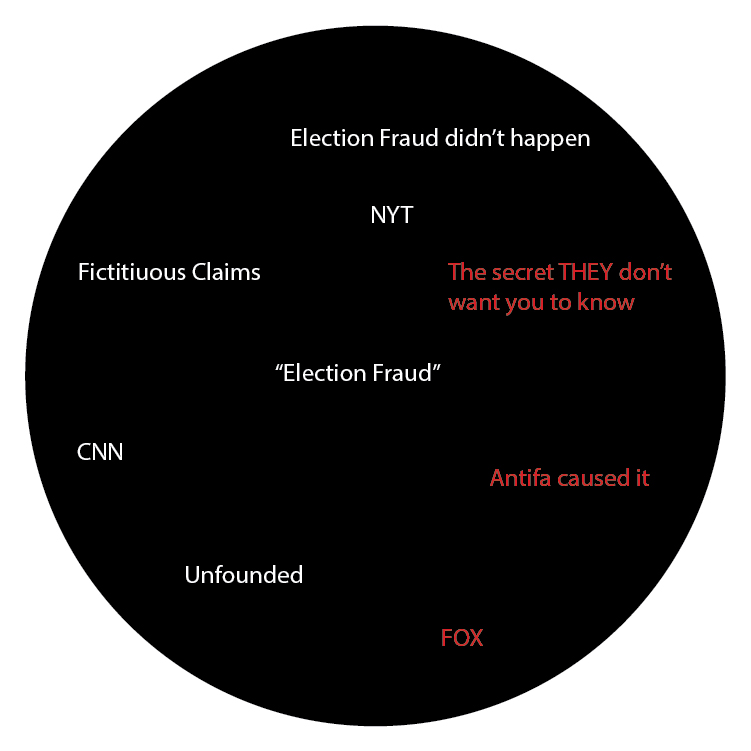 Election Fraud didn’t happen
NYT
Fictitiuous Claims
The secret THEY don’t
want you to know
“Election Fraud”
CNN
Antifa caused it
Unfounded
FOX